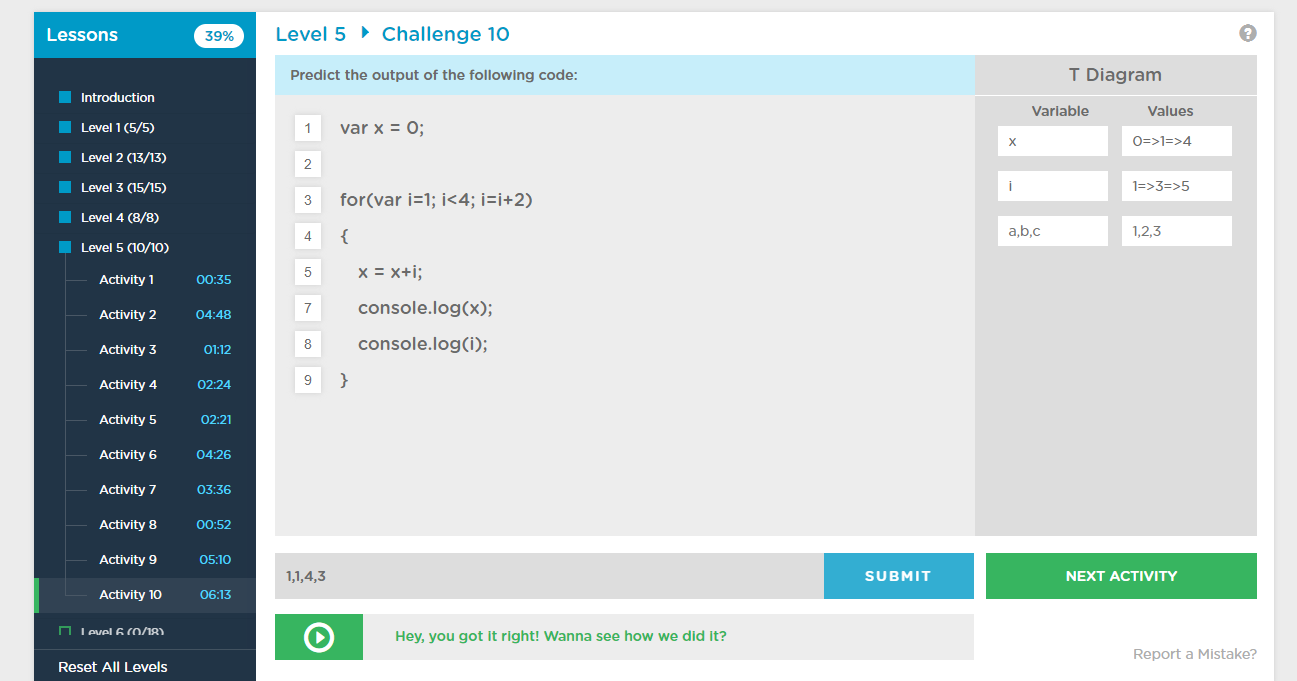 Lessons 39%
Introduction
Level 1 (5/5)
Level 2 (13/13)
Level 3 (15/15)
Level 4 (8/8)
Level 5 (10/10)
Activity 1 00:35
Activity 2 04:48
Activity 3 01:12
Activity 4 02:24
Activity 5 02:21
Activity 6 04:26
Activity 7 03:36
Activity 8 00:52
Activity 9 05:10
Activity 10 06:13
Level 6 (0/18)
Reset All Levels
Level 5 Challenge 10
?
Predict the output of the following code:
1 var x = 0;
2
3 for(var i=1; i<4; i=i+2)
4 {
5 x = x+i;
7 console.log(x);
8 console.log(i);
9 }
T Diagram
Variable Values
x 0=>1=>4
i 1=>3=>5
a,b,c 1,2,3
1,1,4,3 SUBMIT
NEXT ACTIVITY
Hey, you got it right! Wanna see how we did it?
Report a Mistake?